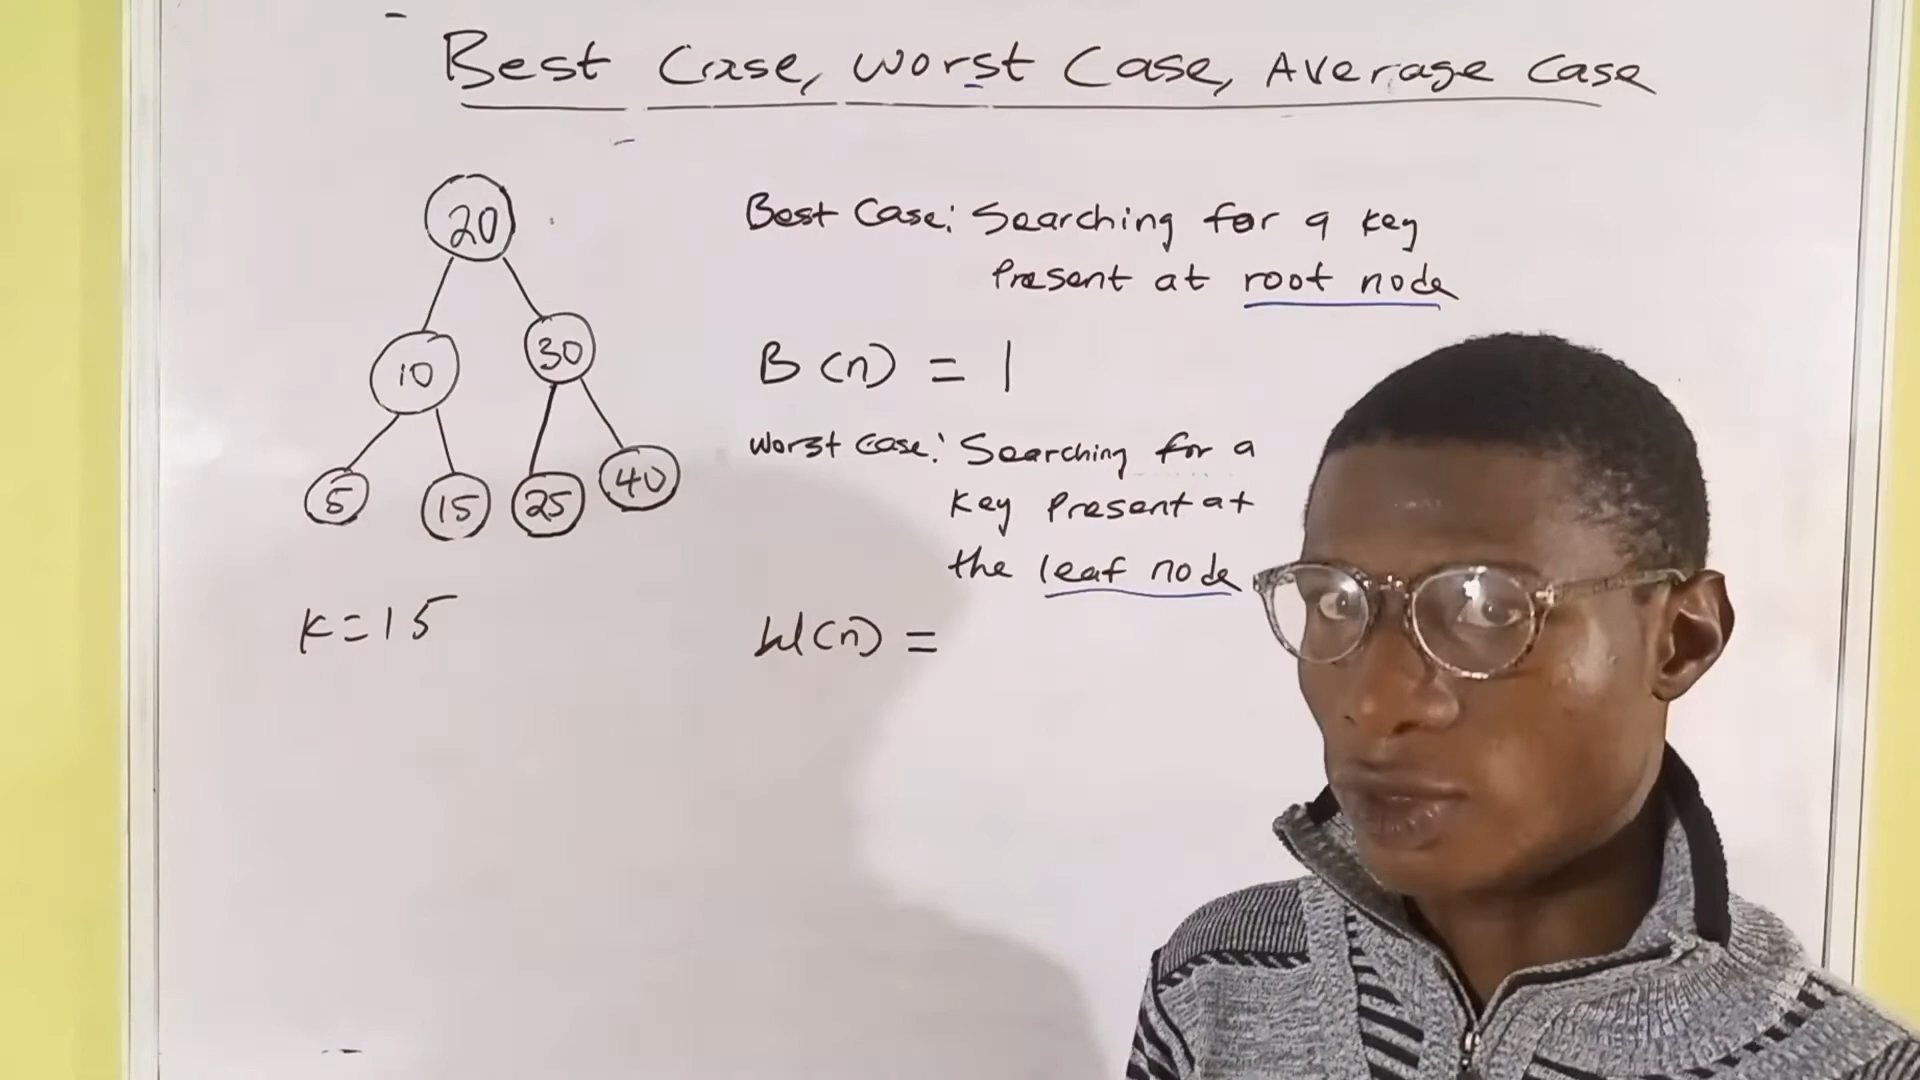 Best Case, Worst Case, Average Case
20
10
30
5
15
25
40
K=15
Best Case: Searching for a key
Present at root node
B(n) = 1
Worst Case: Searching for a
Key Present at
the leaf node
W(n) =